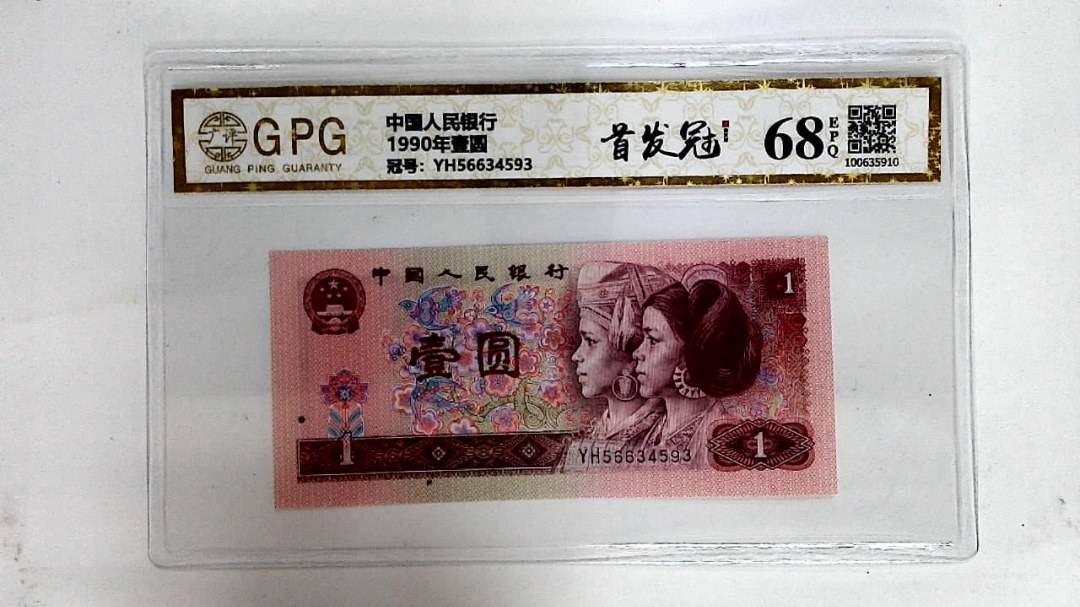 广评
GPG
GUANG PING GUARANTY
中国人民银行
1990年壹圆
冠号：YH56634593
首发冠
68
EPQ
100635910
中国人民银行
1
壹圆
1
YH56634593
1